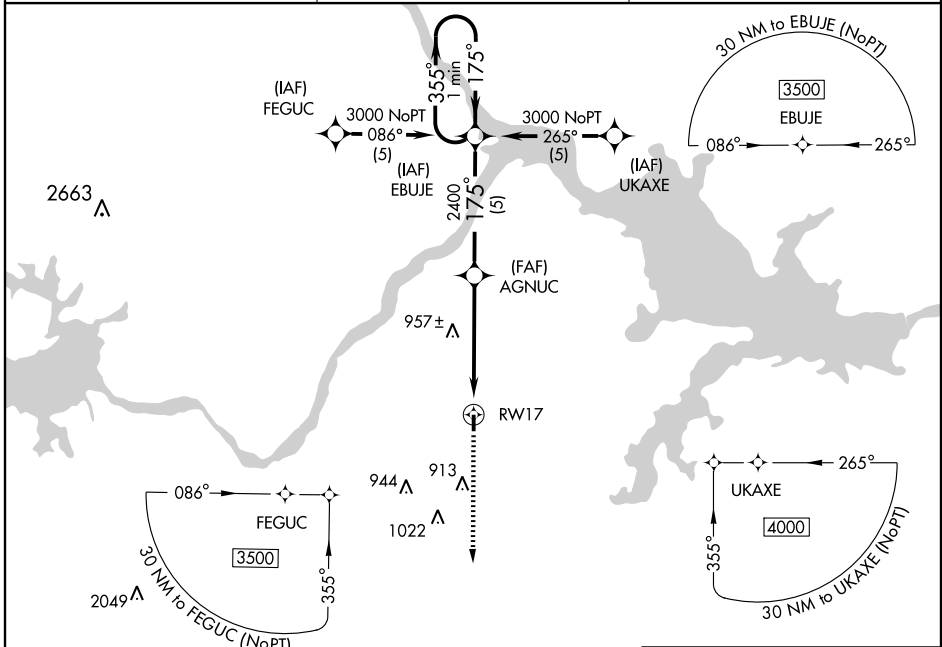 30 NM to EBUJE (NoPT)
3500
EBUJE
086°
265°
355°
1 min
175°
(IAF)
FEGUC
3000 NoPT
086°
(5)
(IAF)
EBUJE
3000 NoPT
265°
(5)
(IAF)
UKAXE
2663
2400
175°
(5)
(FAF)
AGNUC
957±
RW17
944
913
1022
086°
FEGUC
3500
355°
30 NM to FEGUC (NoPT)
2049
265°
UKAXE
4000
355°
30 NM to UKAXE (NoPT)